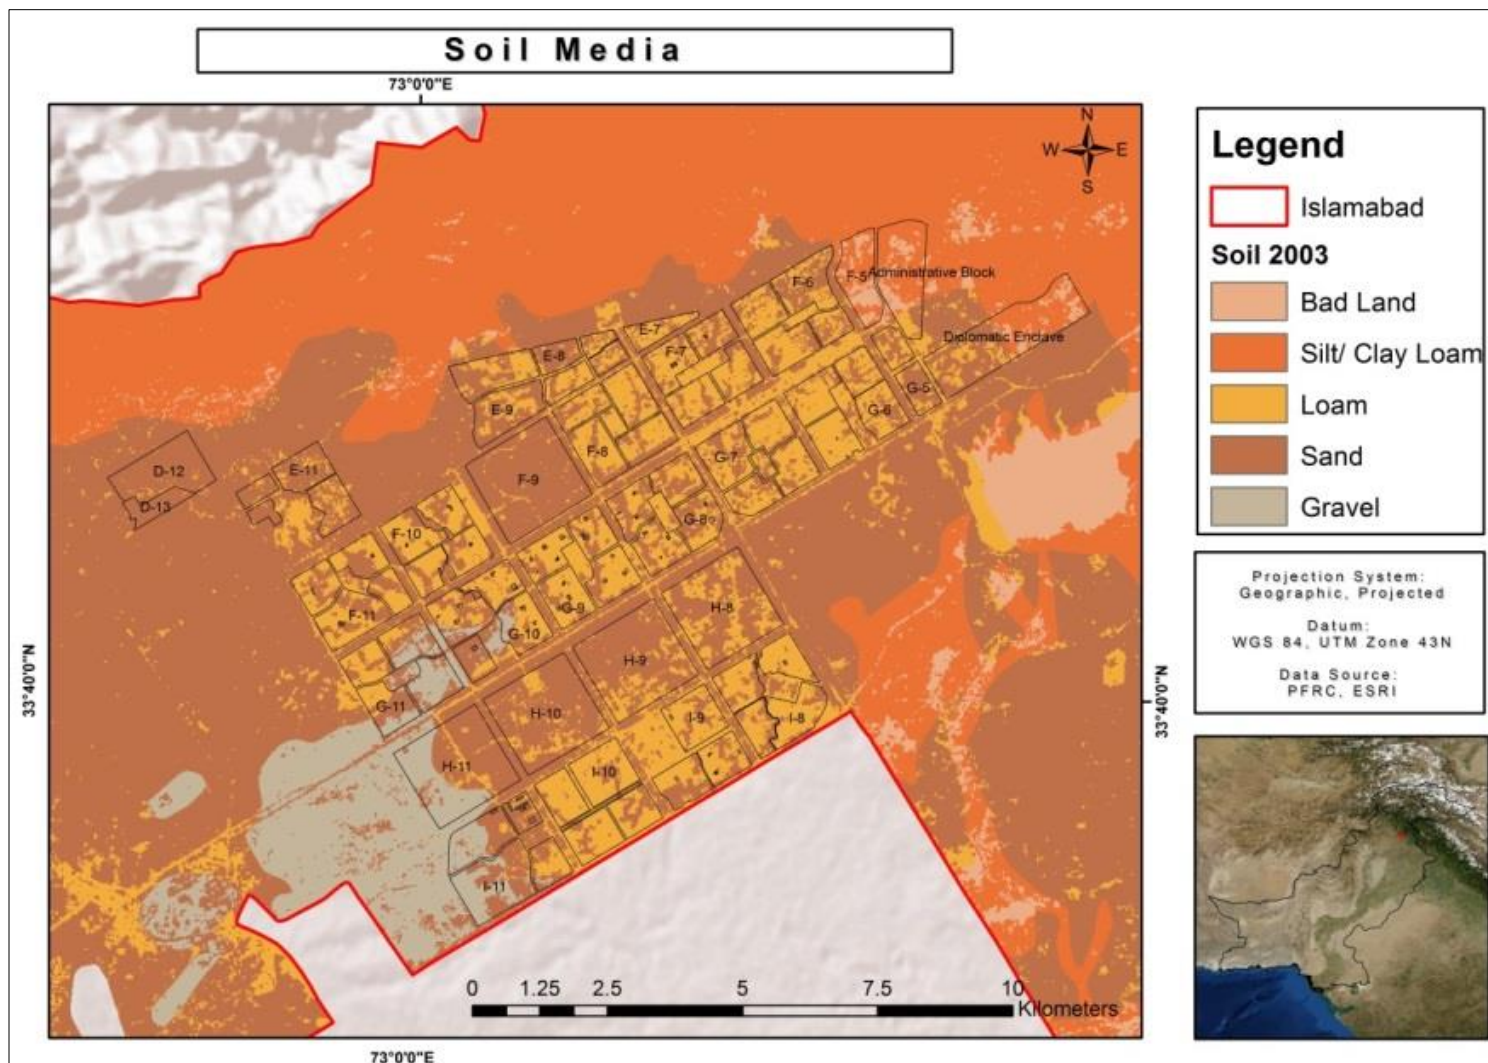 Soil Media
73°0'0"E
N
W E
S
F-6
F-5
Administrative Block
E-7
Diplomatic Enclave
E-8
F-7
G-5
E-9
G-6
F-8
G-7
D-12
E-11
F-9
D-13
G-8
F-10
G-9
F-11
H-8
G-10
H-9
G-11
H-10
I-9
I-8
H-11
I-10
I-11
33°40'0"N
33°40'0"N
0 1.25 2.5 5 7.5 10
Kilometers
73°0'0"E
Legend
Islamabad
Soil 2003
Bad Land
Silt/ Clay Loam
Loam
Sand
Gravel
Projection System:
Geographic, Projected
Datum:
WGS 84, UTM Zone 43N
Data Source:
PFRC, ESRI